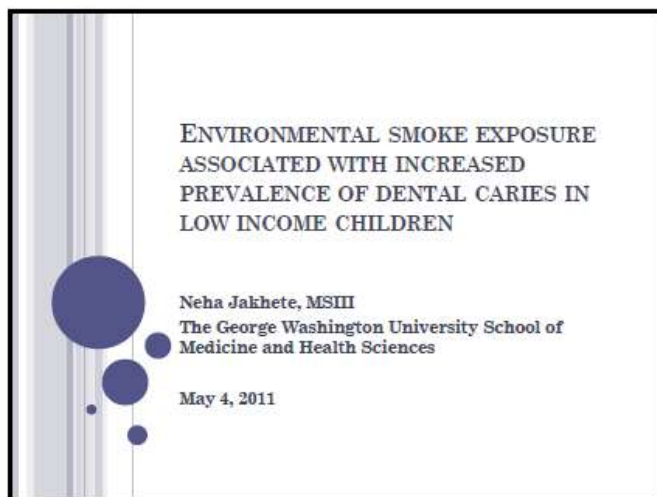 ENVIRONMENTAL SMOKE EXPOSURE
ASSOCIATED WITH INCREASED
PREVALENCE OF DENTAL CARIES IN
LOW INCOME CHILDREN
Neha Jakhete, MSIII
The George Washington University School of
Medicine and Health Sciences
May 4, 2011